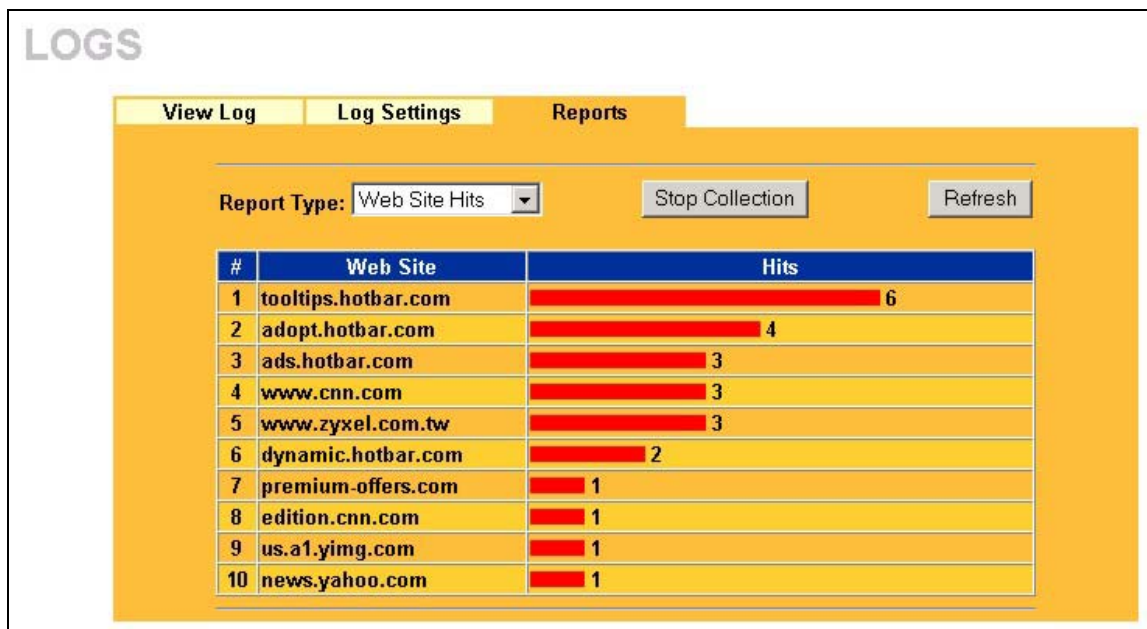 LOGS
View Log Log Settings Reports
Report Type: Web Site Hits Stop Collection Refresh
# Web Site Hits
1 tooltips.hotbar.com 6
2 adopt.hotbar.com 4
3 ads.hotbar.com 3
4 www.cnn.com 3
5 www.zyxel.com.tw 3
6 dynamic.hotbar.com 2
7 premium-offers.com 1
8 edition.cnn.com 1
9 us.a1.yimg.com 1
10 news.yahoo.com 1